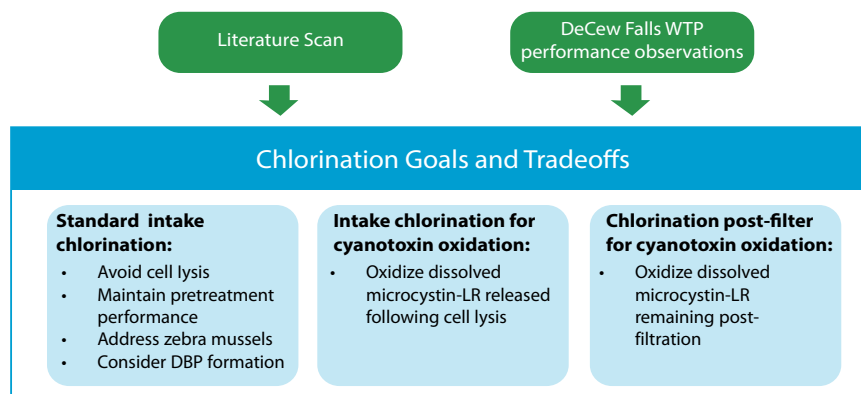 Literature Scan
DeCew Falls WTP
performance observations
Chlorination Goals and Tradeoffs
Standard intake
chlorination:
• Avoid cell lysis
• Maintain pretreatment
performance
• Address zebra mussels
• Consider DBP formation
Intake chlorination for
cyanotoxin oxidation:
• Oxidize dissolved
microcystin-LR released
following cell lysis
Chlorination post-filter
for cyanotoxin oxidation:
• Oxidize dissolved
microcystin-LR
remaining post-
filtration